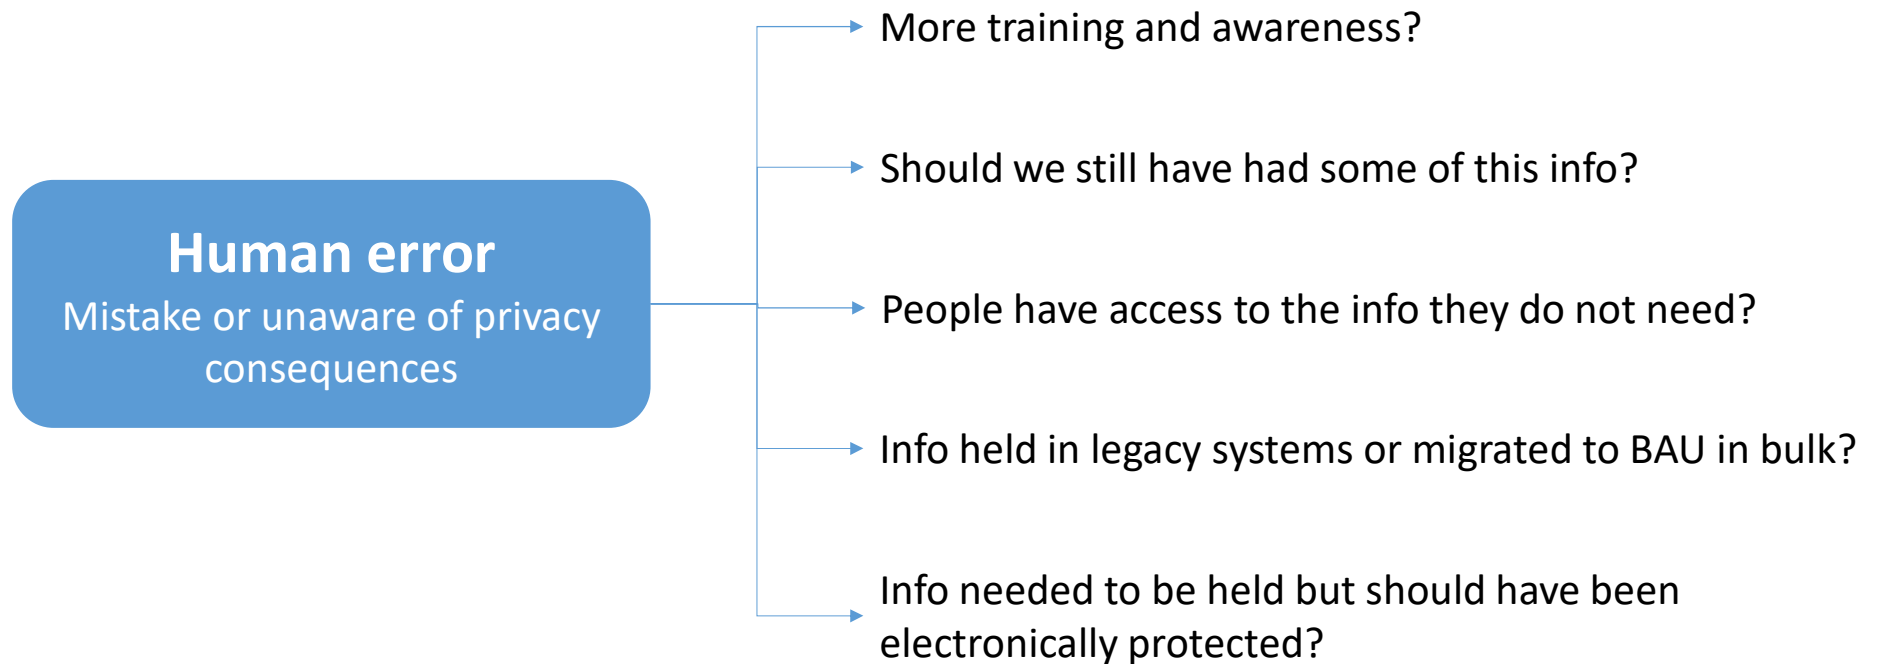 Human error
Mistake or unaware of privacy
consequences
More training and awareness?
Should we still have had some of this info?
People have access to the info they do not need?
Info held in legacy systems or migrated to BAU in bulk?
Info needed to be held but should have been
electronically protected?